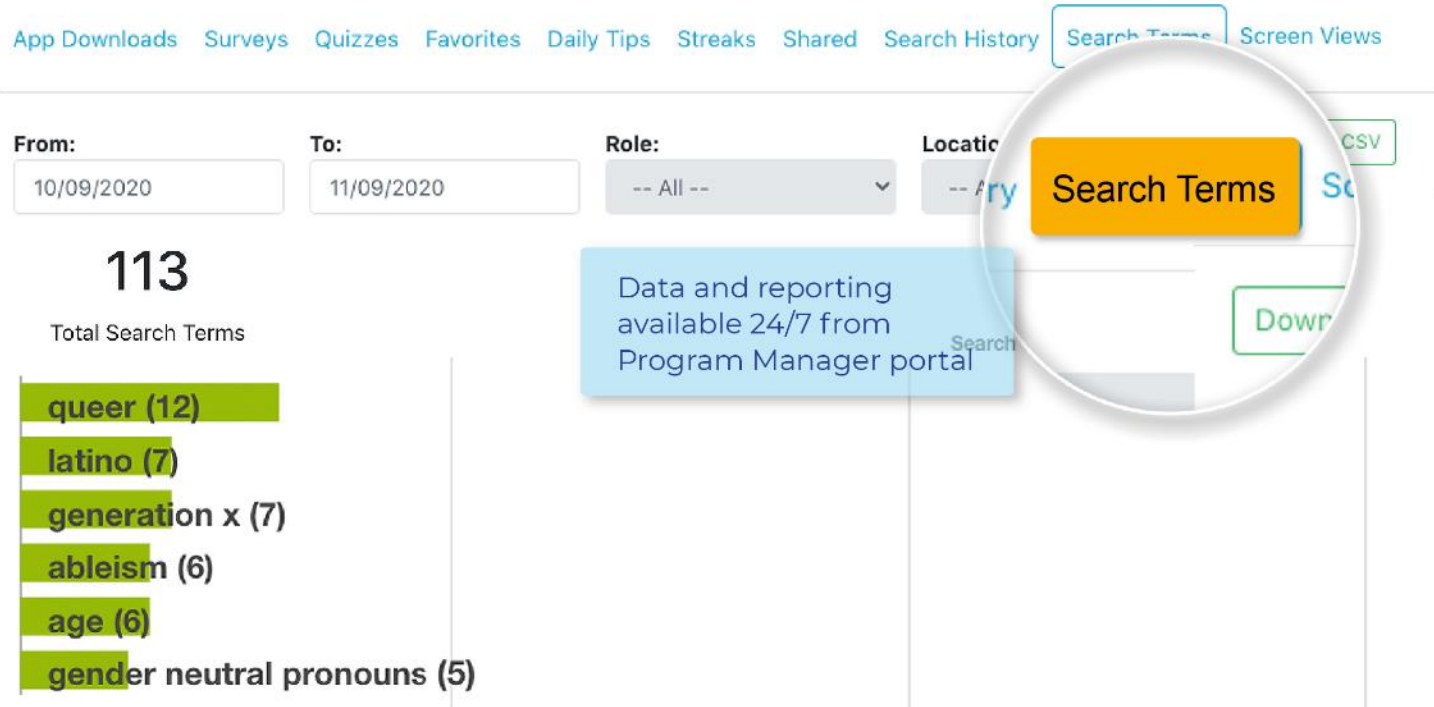 App Downloads Surveys Quizzes Favorites Daily Tips Streaks Shared Search History Search Terms Screen Views
From: To: Role:
10/09/2020 11/09/2020 -- All --
CSV
Search Terms
113
Total Search Terms
Data and reporting
available 24/7 from
Program Manager portal
Search
queer (12)
latino (7)
generation x (7)
ableism (6)
age (6)
gender neutral pronouns (5)